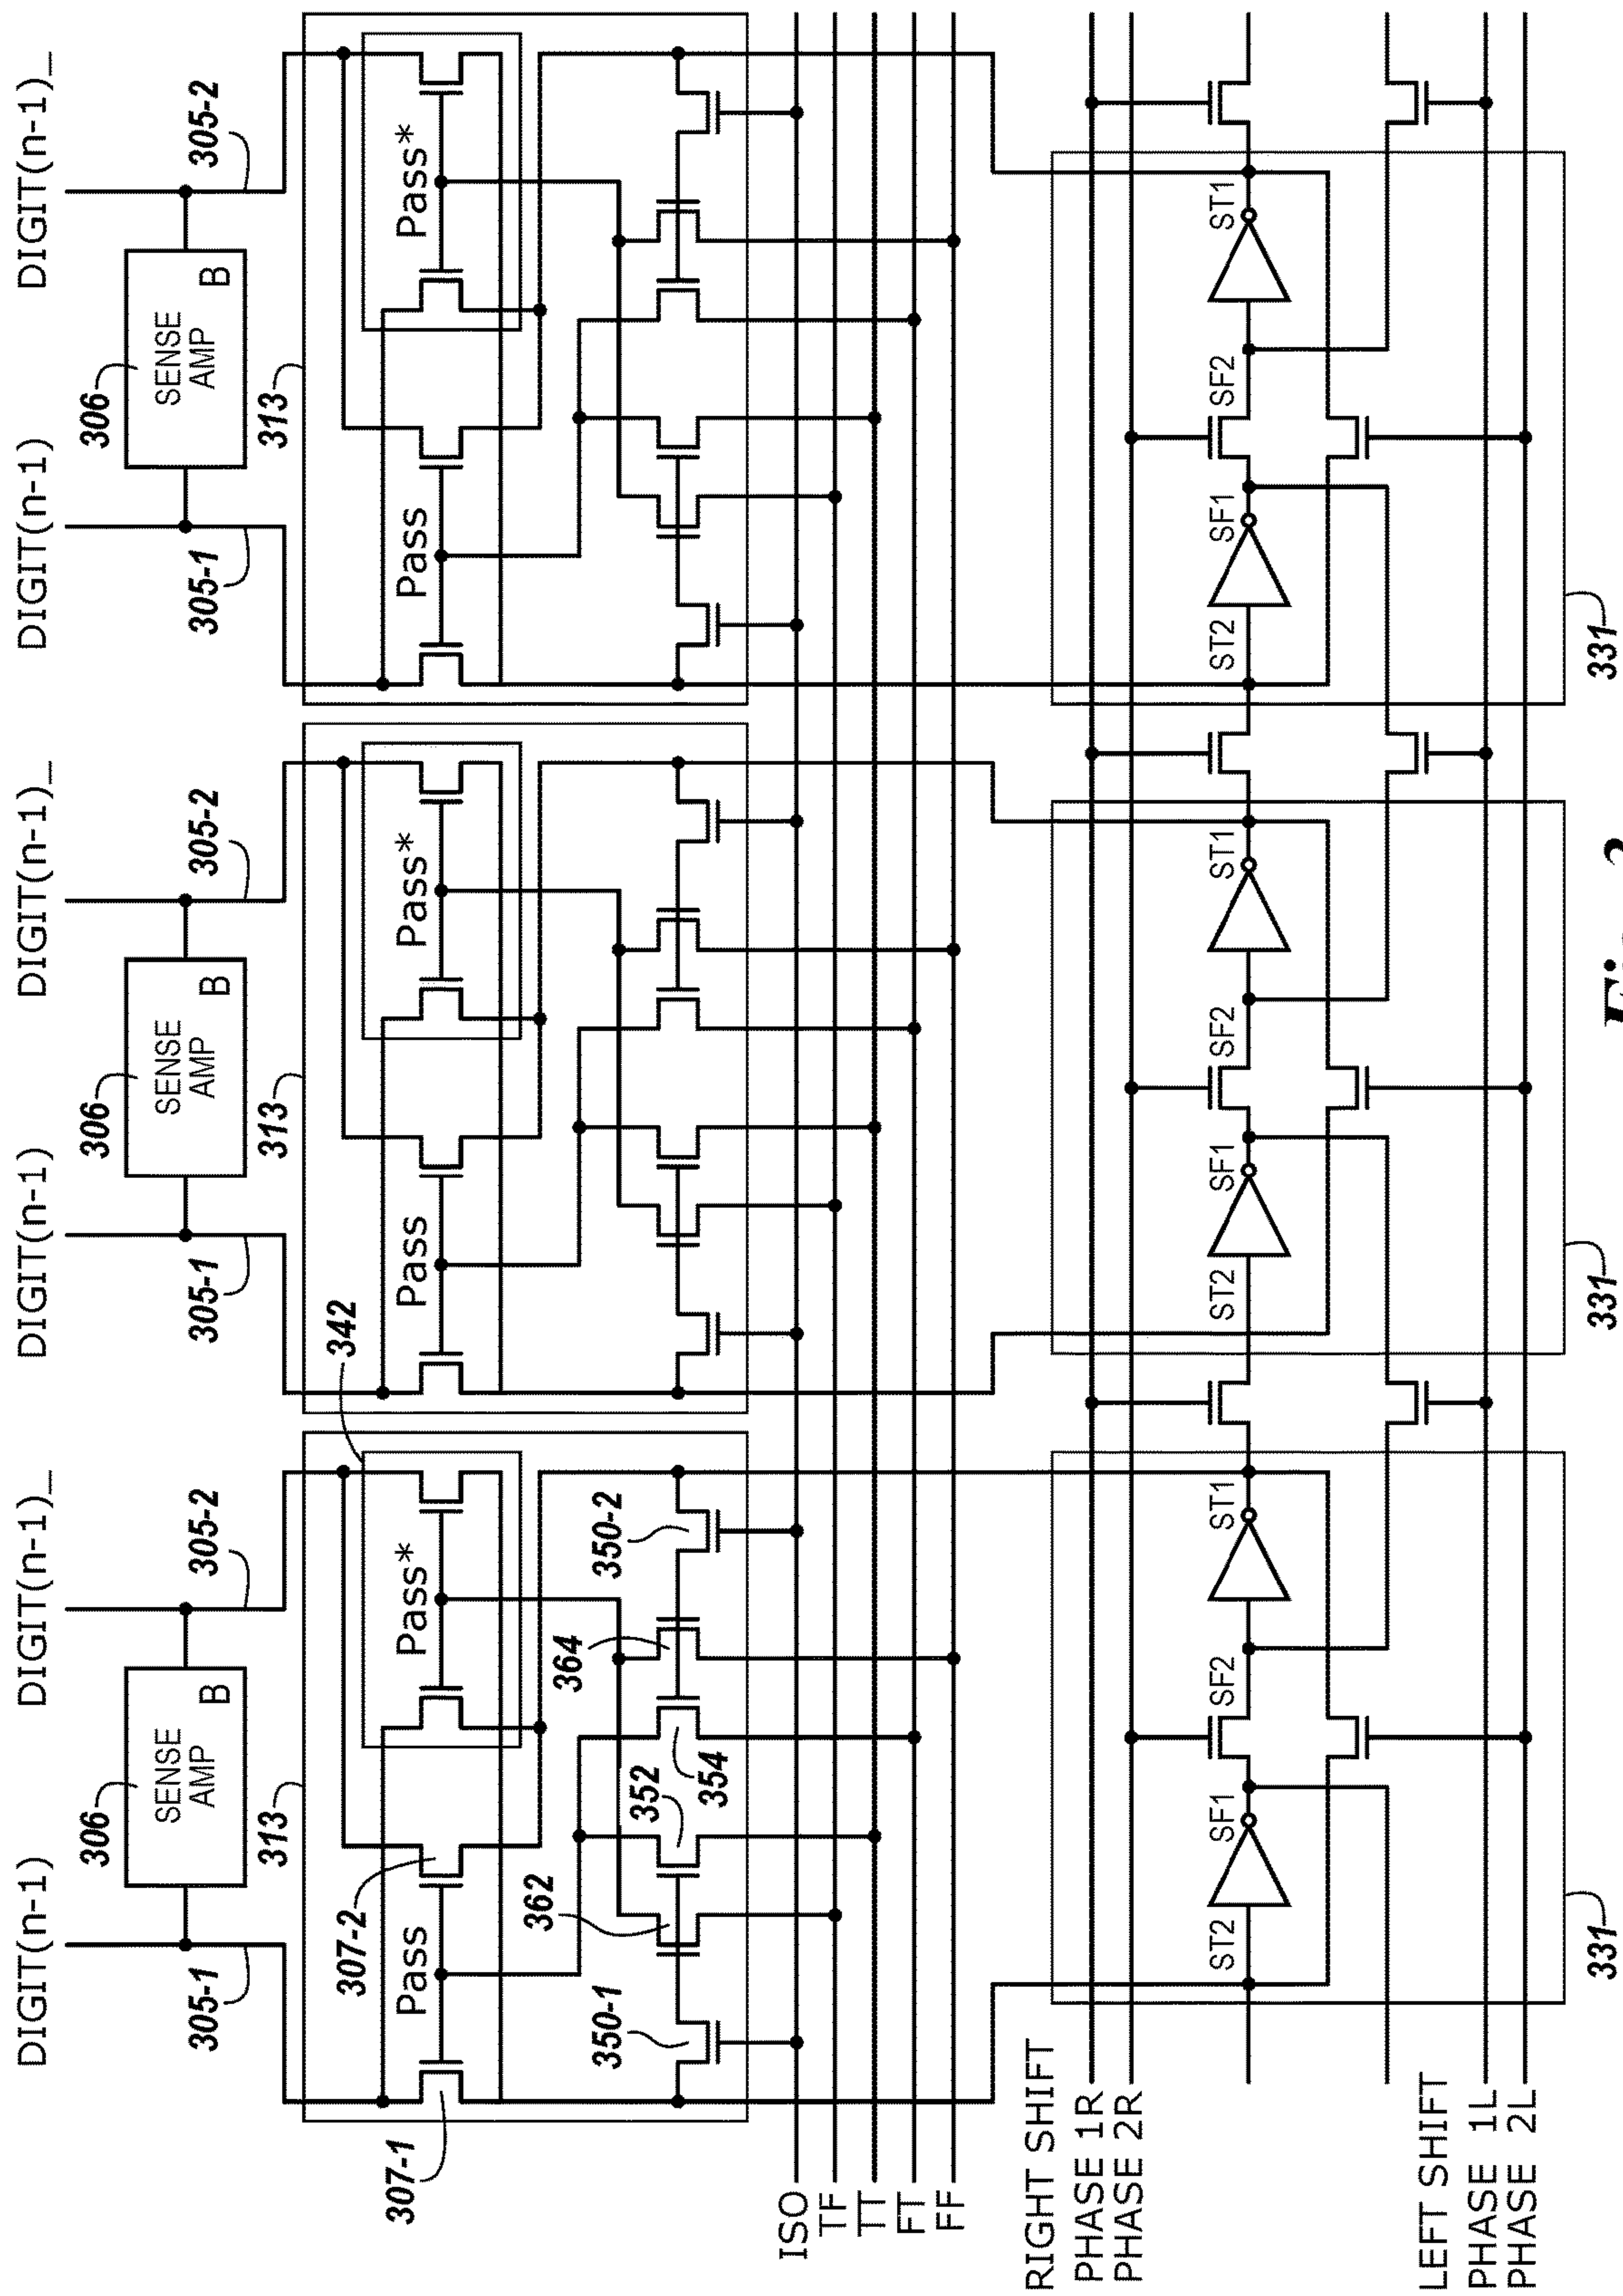 DIGIT(n-1) DIGIT(n-1)_ DIGIT(n-1) DIGIT(n-1)_ DIGIT(n-1) DIGIT(n-1)_
306 306 306
SENSE AMP B SENSE AMP B SENSE AMP B
305-1 305-2 305-1 305-2 305-1 305-2
313 313 313
342
307-2
307-1
Pass Pass* Pass Pass* Pass Pass*
362 364
350-1 352 350-2
354
ISO
TF
TT
FT
FF
RIGHT SHIFT
PHASE 1R
PHASE 2R
ST2 SF1 SF2 ST1 ST2 SF1 SF2 ST1 ST2 SF1 SF2 ST1
LEFT SHIFT
PHASE 1L
PHASE 2L
331 331 331